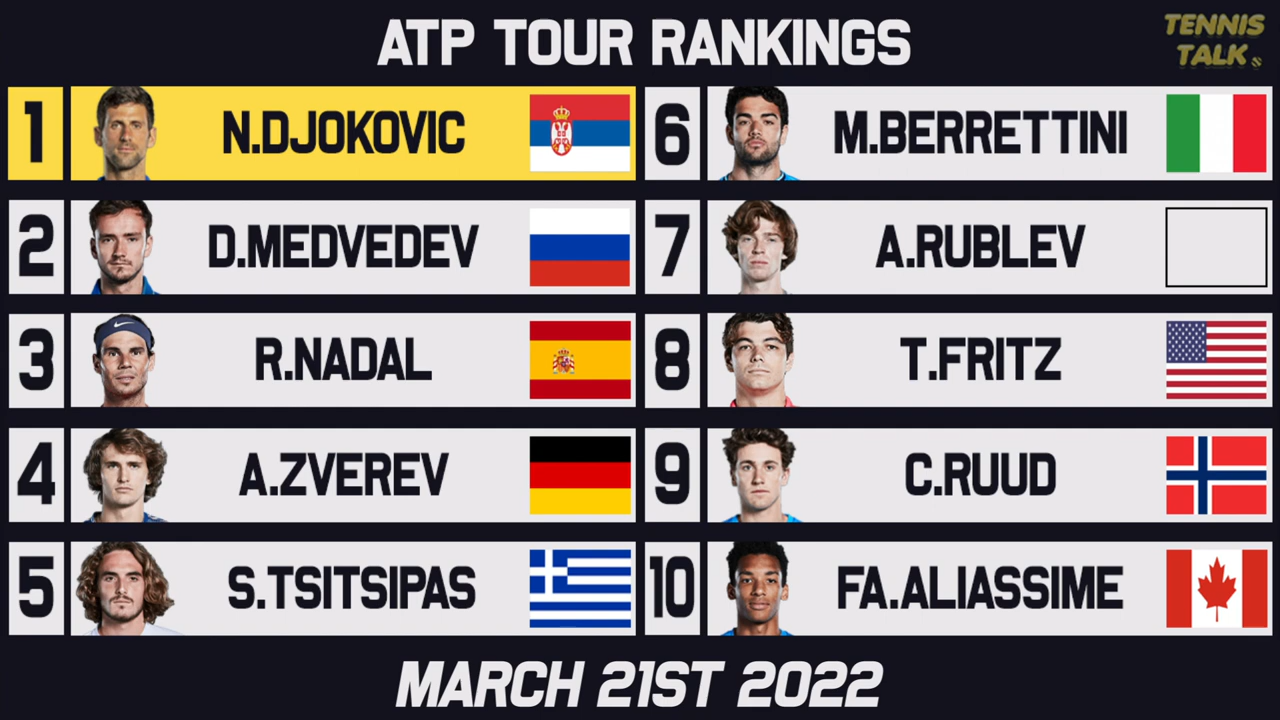 ATP TOUR RANKINGS
TENNIS
TALK.
1 N.DJOKOVIC
2 D.MEDVEDEV
3 R.NADAL
4 A.ZVEREV
5 S.TSITSIPAS
6 M.BERRETTINI
7 A.RUBLEV
8 T.FRITZ
9 C.RUUD
10 FA.ALIASSIME
MARCH 21ST 2022